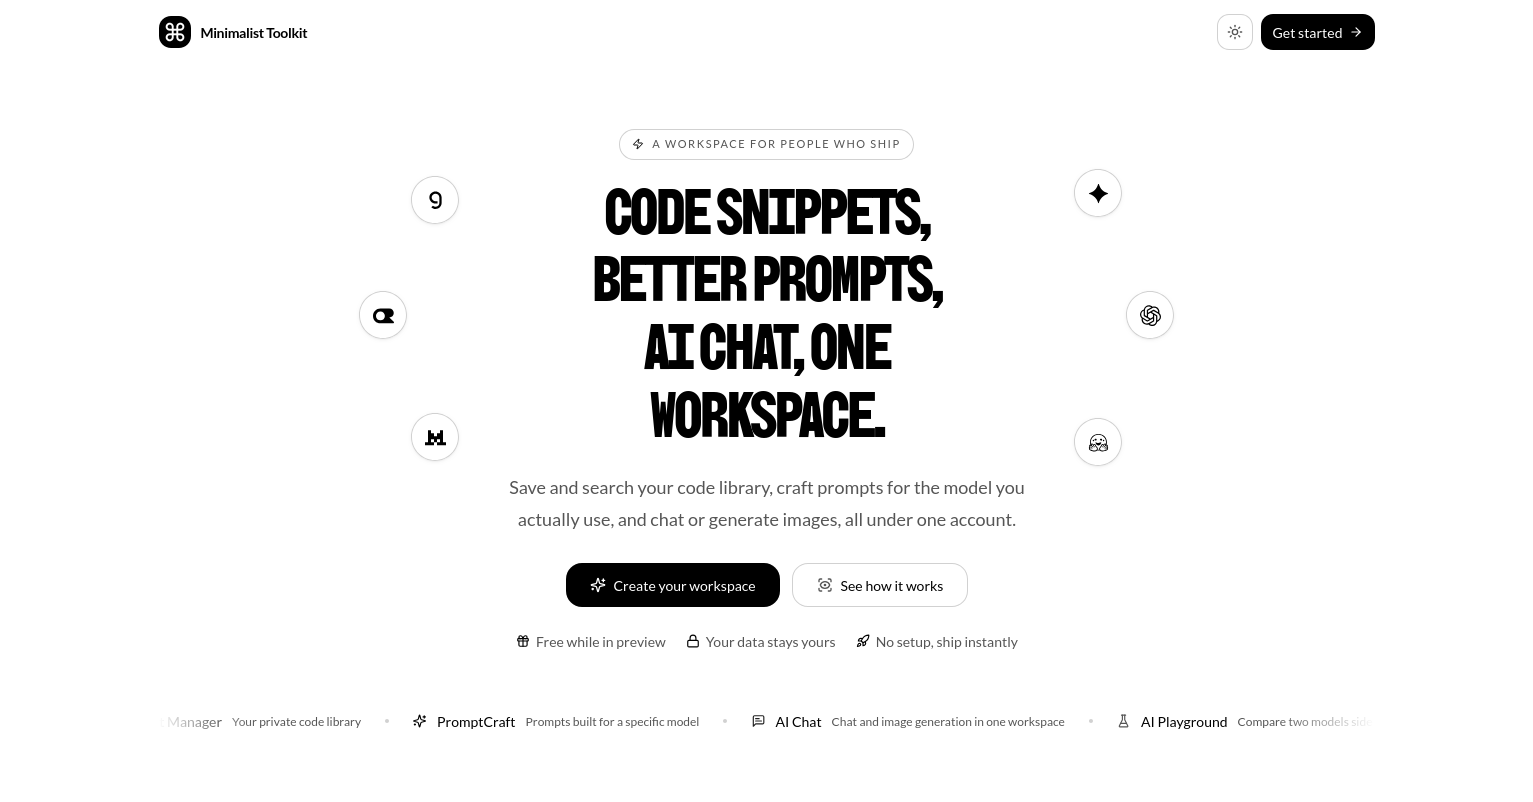 Minimalist Toolkit
Get started
A WORKSPACE FOR PEOPLE WHO SHIP
CODE SNIPPETS,
BETTER PROMPTS,
AI CHAT, ONE
WORKSPACE.
Save and search your code library, craft prompts for the model you
actually use, and chat or generate images, all under one account.
Create your workspace
See how it works
Free while in preview
Your data stays yours
No setup, ship instantly
Manager Your private code library • PromptCraft Prompts built for a specific model • AI Chat Chat and image generation in one workspace • AI Playground Compare two models